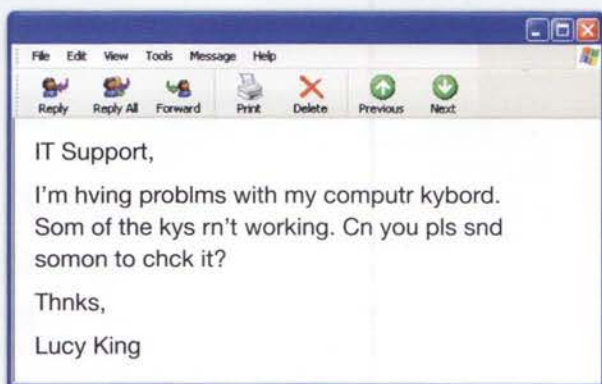 File Edit View Tools Message Help
Reply Reply All Forward Print Delete Previous Next
IT Support,
I'm hving problms with my computr kybord.
Som of the kys rn't working. Cn you pls snd
somon to chck it?
Thnks,
Lucy King